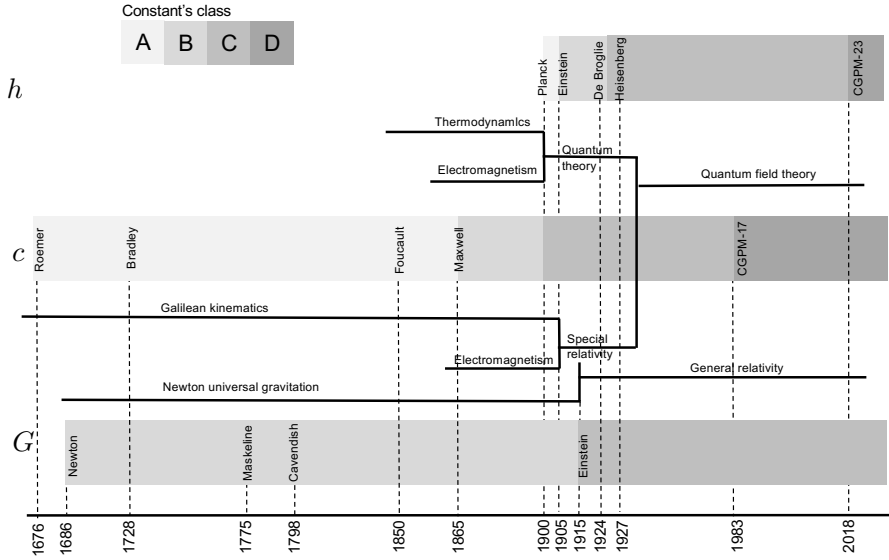 Constant's class
A B C D
h
Planck
Einstein
De Broglie
Heisenberg
CGPM-23
Thermodynamics
Electromagnetism
Quantum
theory
Quantum field theory
c
Roemer
Bradley
Foucault
Maxwell
CGPM-17
Galilean kinematics
Electromagnetism
Special
relativity
Newton universal gravitation
General relativity
G
Newton
Maskeline
Cavendish
Einstein
1676
1686
1728
1775
1798
1850
1865
1900
1905
1915
1924
1927
1983
2018